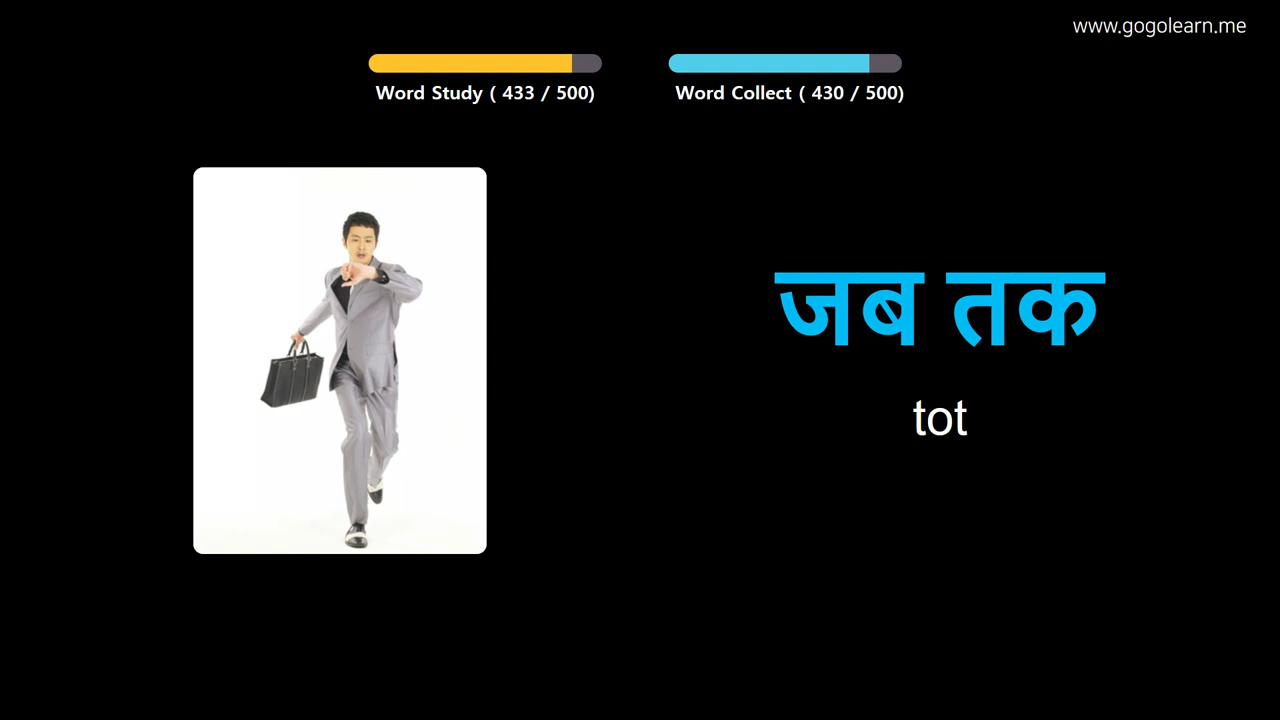 www.gogolearn.me
Word Study ( 433 / 500)
Word Collect ( 430 / 500)
जब तक
tot